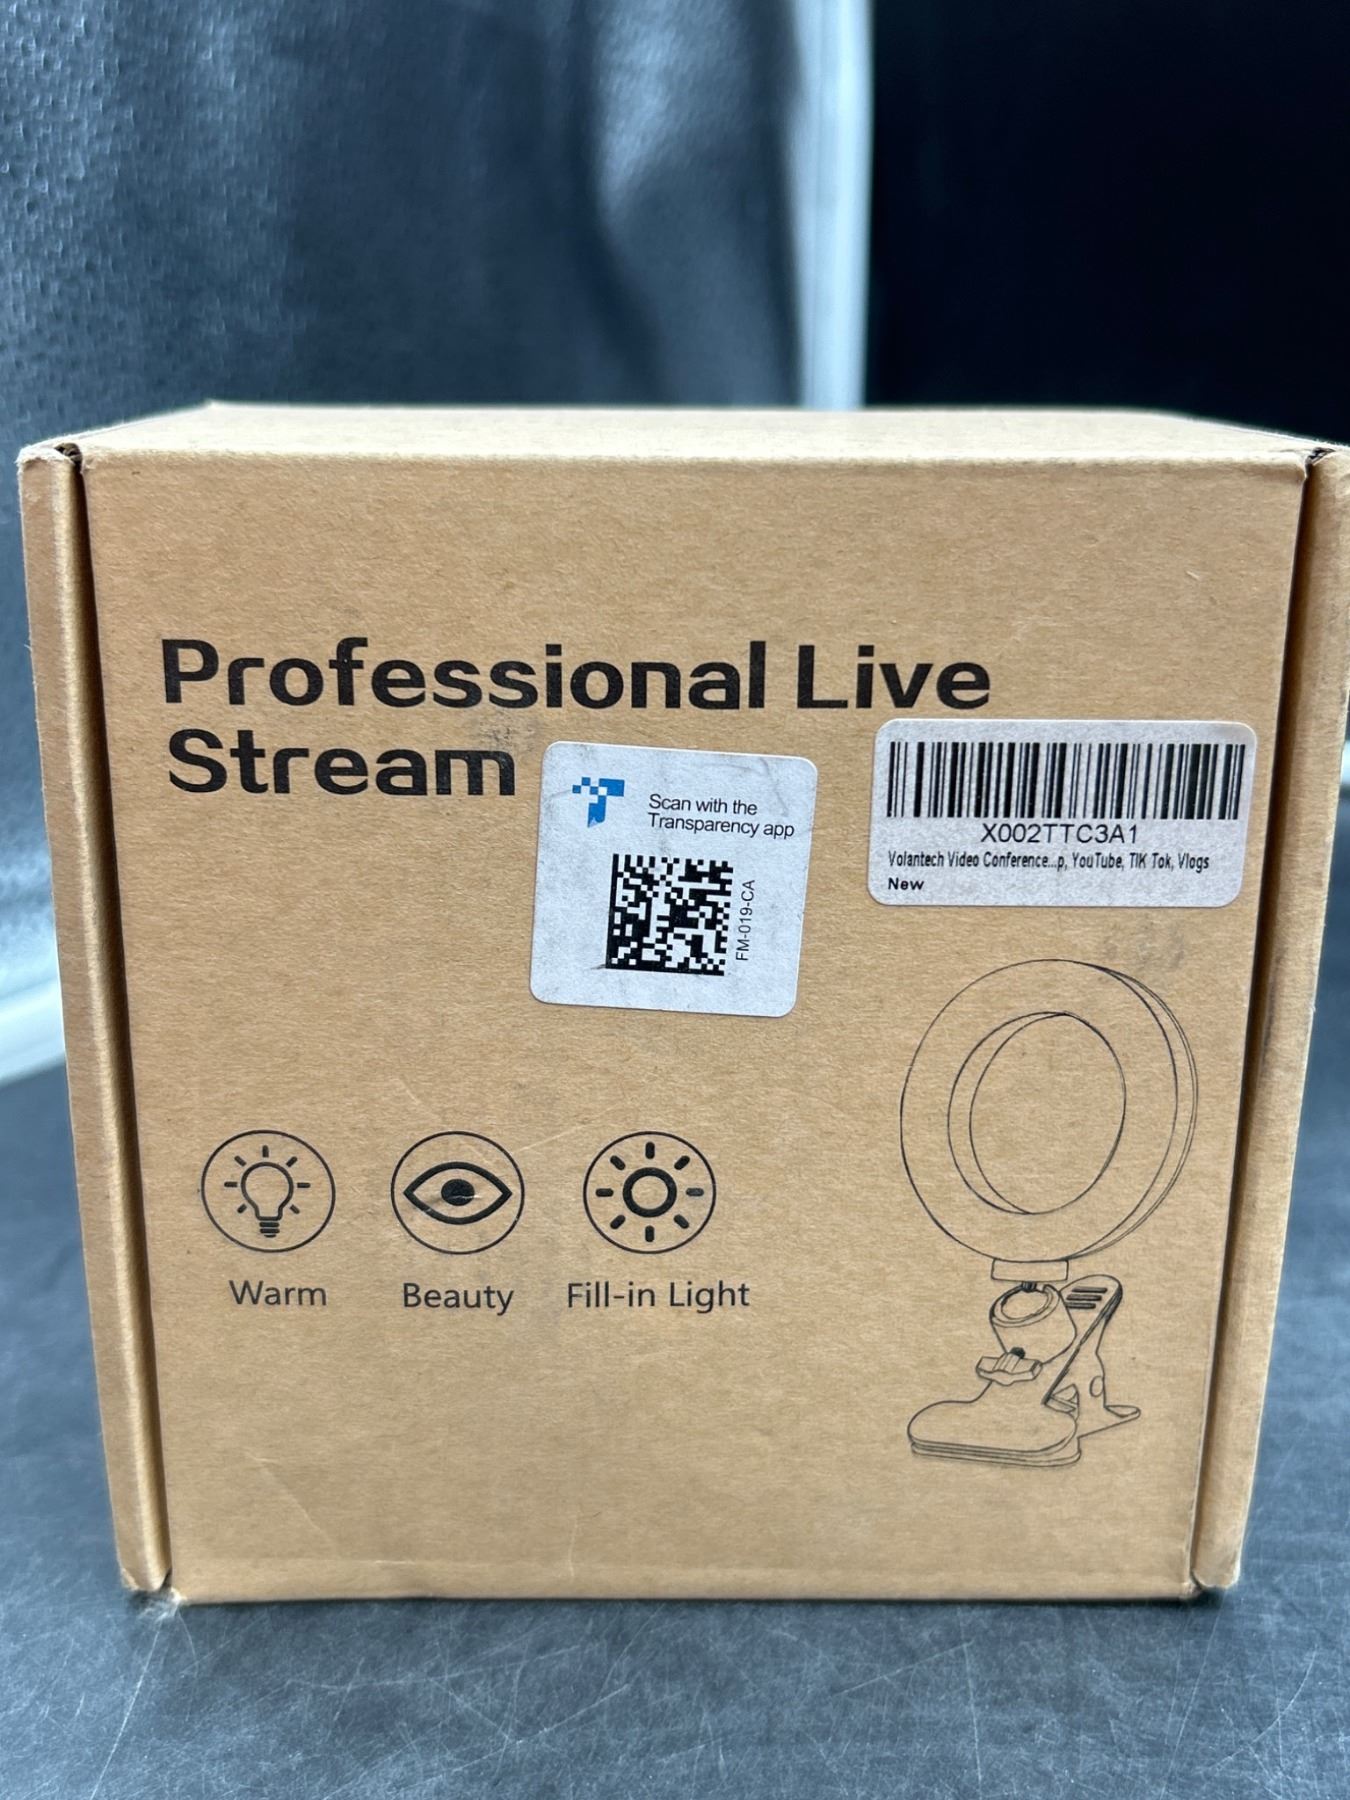 Professional Live
Stream
Scan with the
Transparency app
FM-019-CA
X002TTC3A1
Volantech Video Conference...p, YouTube, TIK Tok, Vlogs
New
Warm
Beauty
Fill-in Light